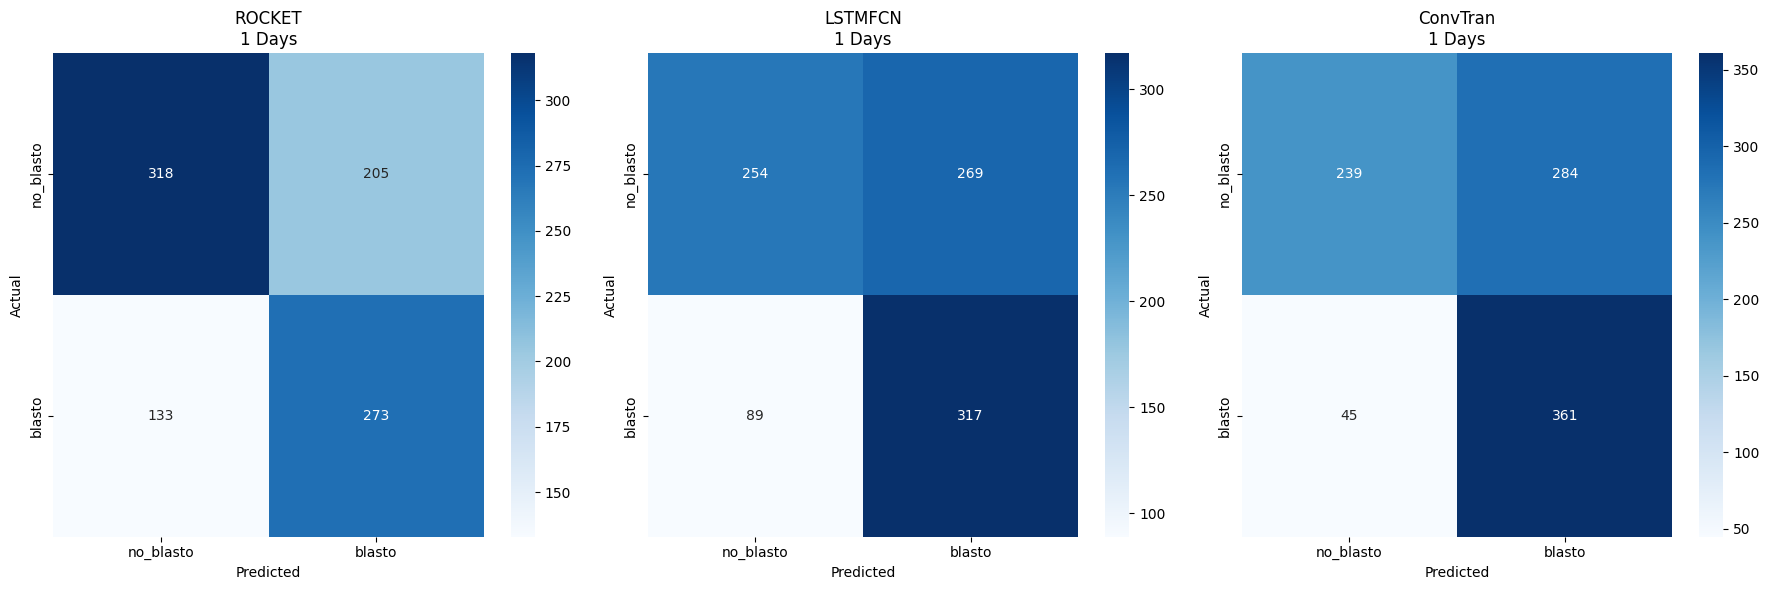 ROCKET
1 Days
no_blasto
blasto
Actual
318
205
133
273
no_blasto
blasto
Predicted
300
275
250
225
200
175
150
LSTMFCN
1 Days
no_blasto
blasto
Actual
254
269
89
317
no_blasto
blasto
Predicted
300
250
200
150
100
ConvTran
1 Days
no_blasto
blasto
Actual
239
284
45
361
no_blasto
blasto
Predicted
350
300
250
200
150
100
50